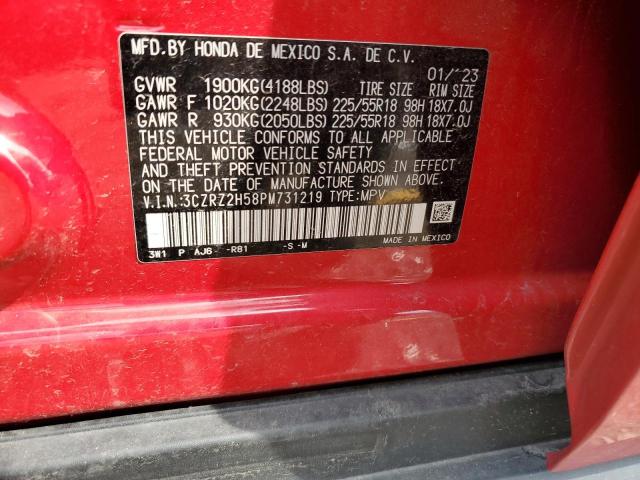 MFD. BY HONDA DE MEXICO S.A. DE C.V.
01/'23
GVWR 1900KG(4188LBS) TIRE SIZE RIM SIZE
GAWR F 1020KG(2248LBS) 225/55R18 98H 18X7.0J
GAWR R 930KG(2050LBS) 225/55R18 98H 18X7.0J
THIS VEHICLE CONFORMS TO ALL APPLICABLE
FEDERAL MOTOR VEHICLE SAFETY
AND THEFT PREVENTION STANDARDS IN EFFECT
ON THE DATE OF MANUFACTURE SHOWN ABOVE.
V.I.N.:3CZRZ2H58PM731219 TYPE:MPV
MADE IN MEXICO
3W1 P AJ6- -R81 -S -M